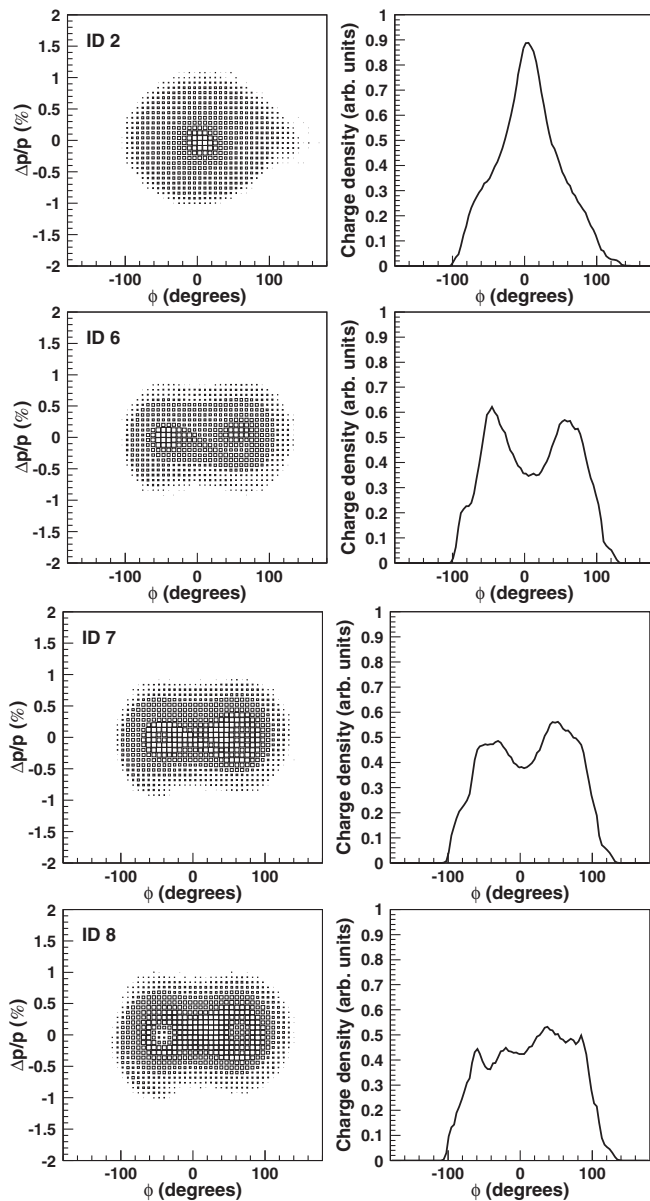 ID 2
2
1.5
1
0.5
0
-0.5
-1
-1.5
-2
Δp/p (%)
-100 0 100
ϕ (degrees)
1
0.9
0.8
0.7
0.6
0.5
0.4
0.3
0.2
0.1
0
Charge density (arb. units)
-100 0 100
ϕ (degrees)
ID 6
2
1.5
1
0.5
0
-0.5
-1
-1.5
-2
Δp/p (%)
-100 0 100
ϕ (degrees)
1
0.9
0.8
0.7
0.6
0.5
0.4
0.3
0.2
0.1
0
Charge density (arb. units)
-100 0 100
ϕ (degrees)
ID 7
2
1.5
1
0.5
0
-0.5
-1
-1.5
-2
Δp/p (%)
-100 0 100
ϕ (degrees)
1
0.9
0.8
0.7
0.6
0.5
0.4
0.3
0.2
0.1
0
Charge density (arb. units)
-100 0 100
ϕ (degrees)
ID 8
2
1.5
1
0.5
0
-0.5
-1
-1.5
-2
Δp/p (%)
-100 0 100
ϕ (degrees)
1
0.9
0.8
0.7
0.6
0.5
0.4
0.3
0.2
0.1
0
Charge density (arb. units)
-100 0 100
ϕ (degrees)